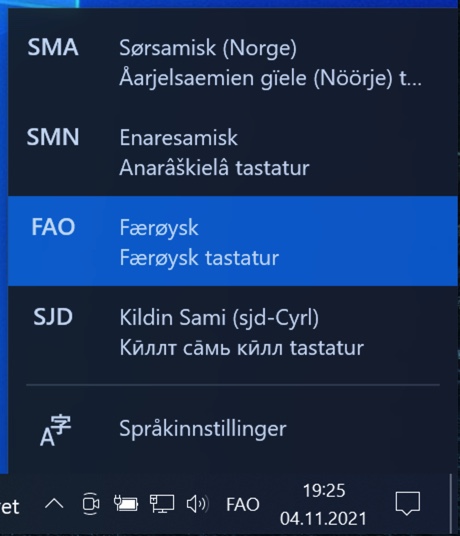 SMA
Sørsamisk (Norge)
Åarjelsaemien gïele (Nöörje) t...
SMN
Enaresamisk
Anarâškielâ tastatur
FAO
Færøysk
Færøysk tastatur
SJD
Kildin Sami (sjd-Cyrl)
Кӣллт са̄мь кӣлл tastatur
A字
Språkinnstillinger
et
FAO
19:25
04.11.2021